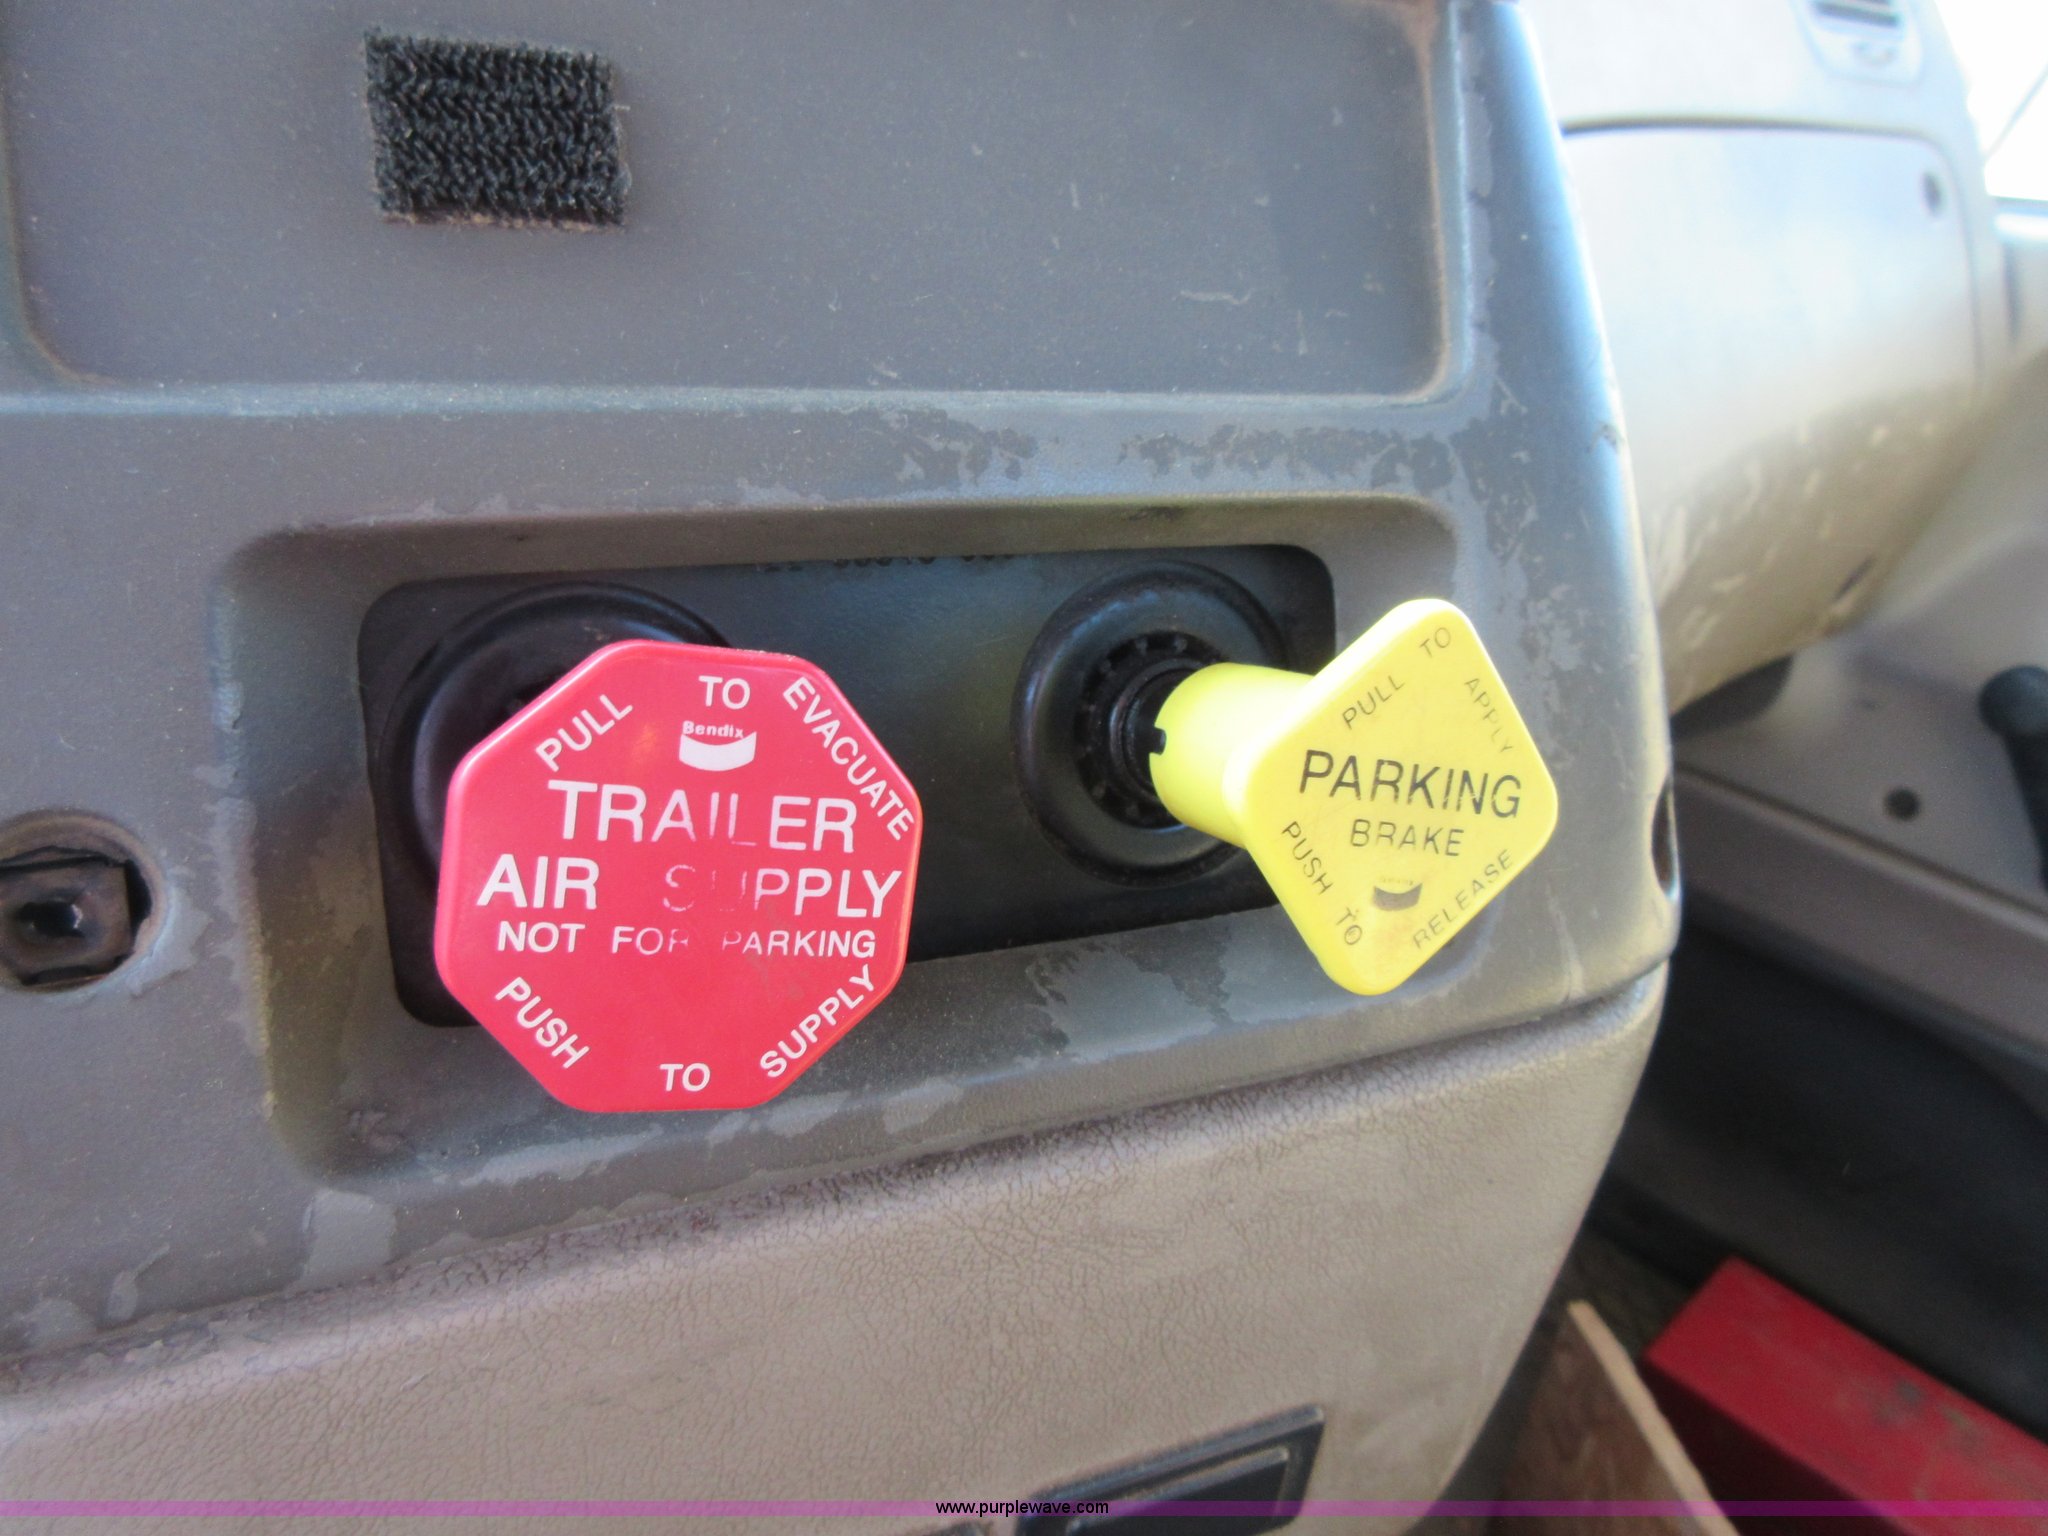 PULL TO EVACUATE
Bendix
TRAILER
AIR SUPPLY
NOT FOR PARKING
PUSH TO SUPPLY
PULL TO APPLY
PARKING
BRAKE
PUSH TO RELEASE
www.purplewave.com